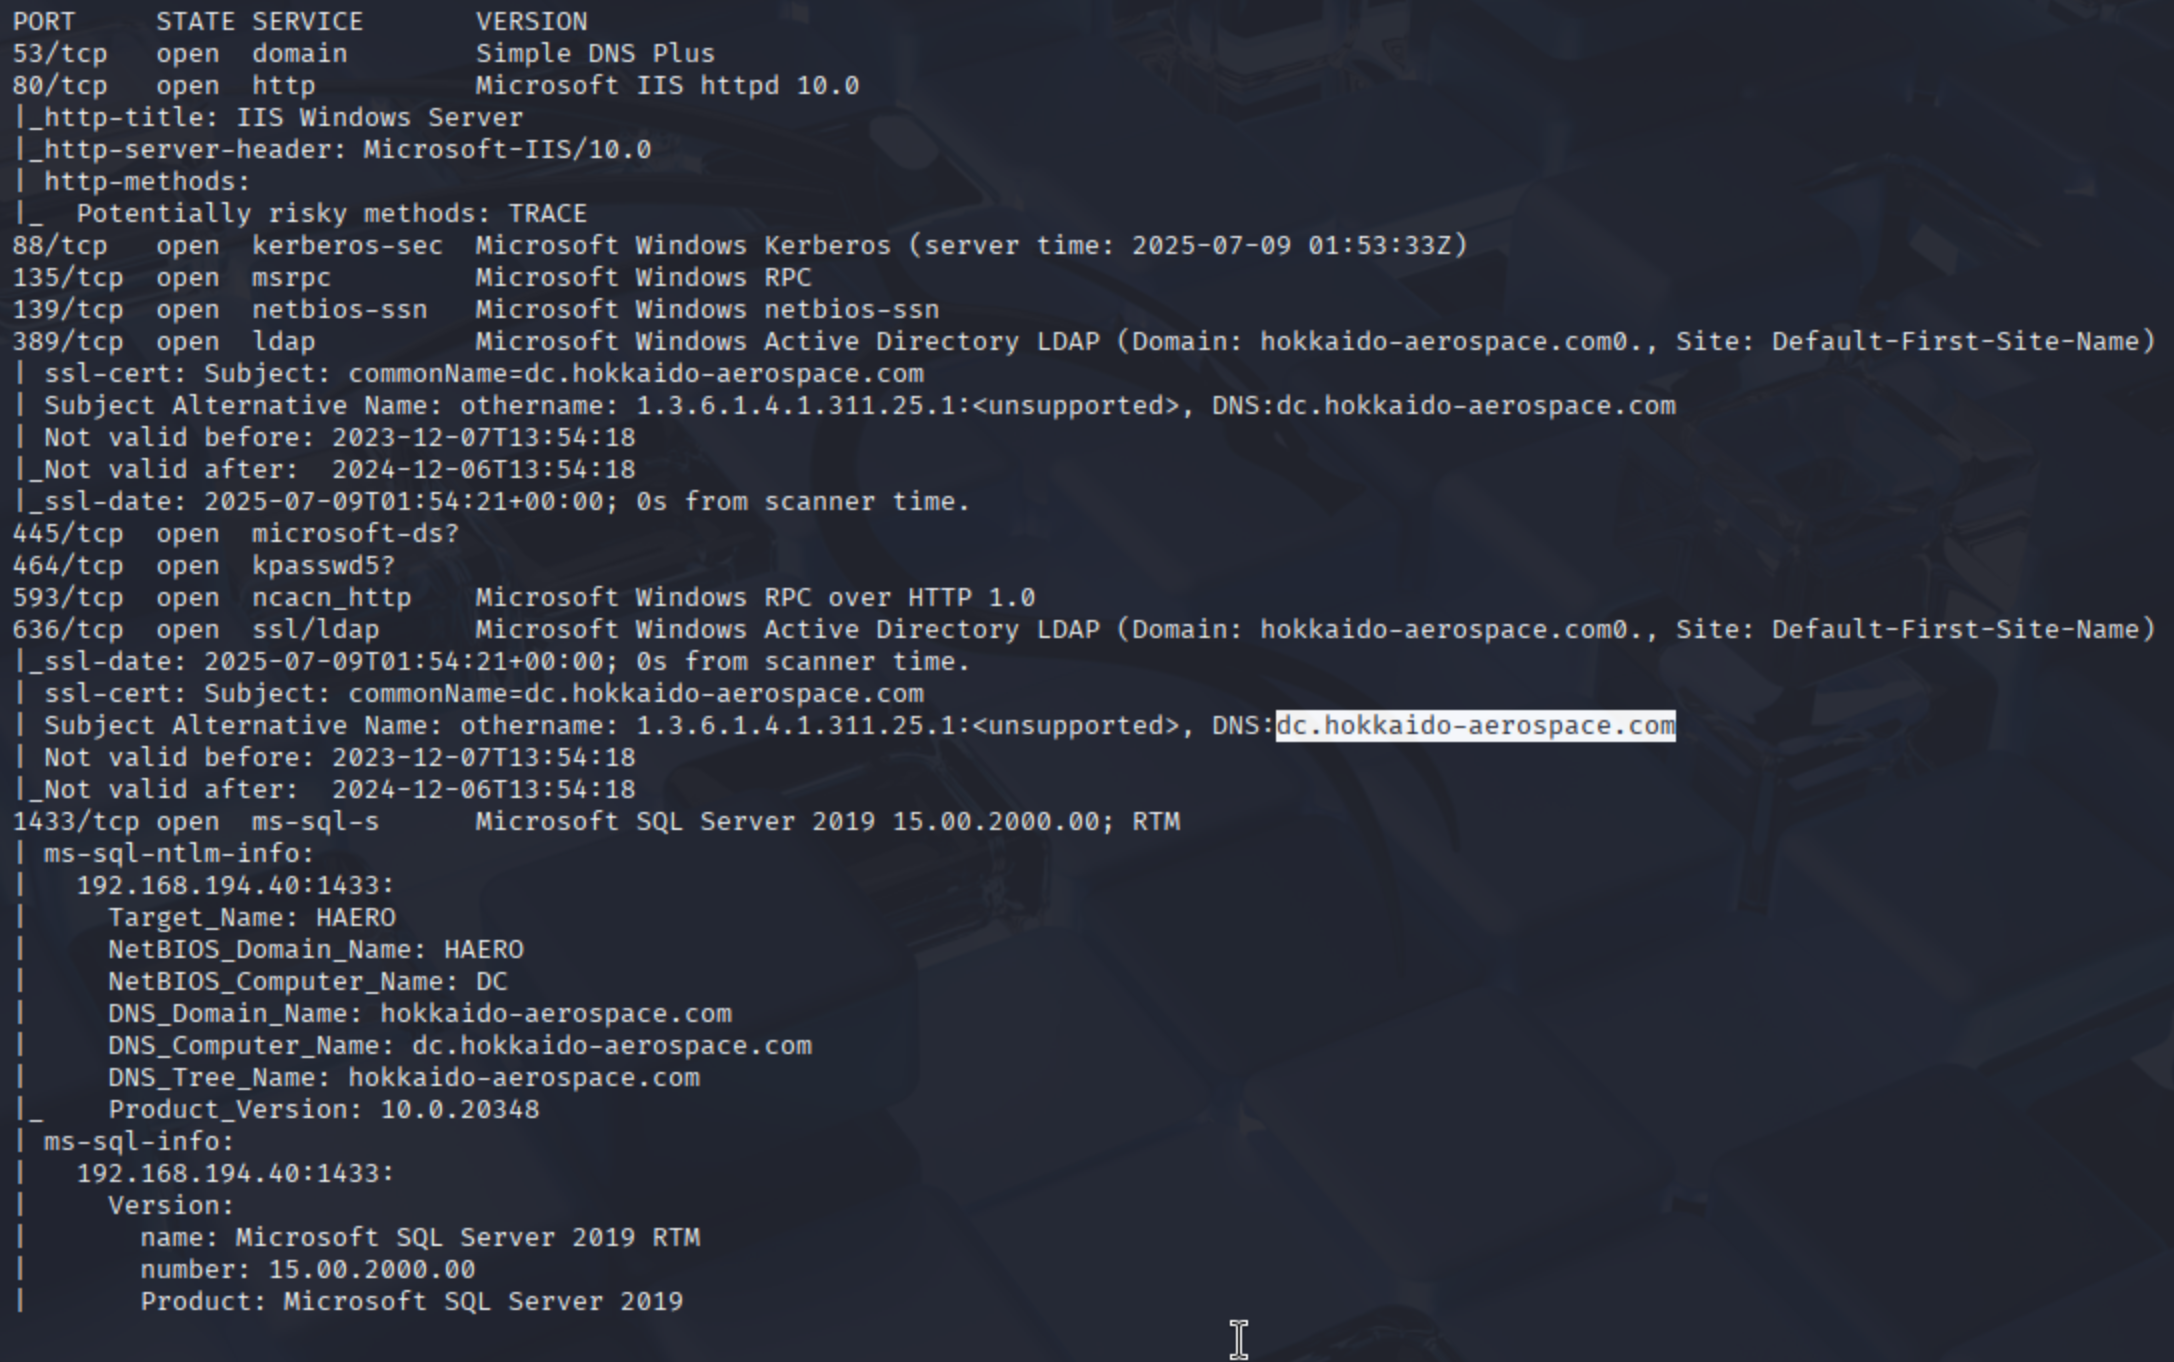 PORT     STATE SERVICE       VERSION
53/tcp   open  domain        Simple DNS Plus
80/tcp   open  http          Microsoft IIS httpd 10.0
|_http-title: IIS Windows Server
|_http-server-header: Microsoft-IIS/10.0
| http-methods:
|_  Potentially risky methods: TRACE
88/tcp   open  kerberos-sec  Microsoft Windows Kerberos (server time: 2025-07-09 01:53:33Z)
135/tcp  open  msrpc         Microsoft Windows RPC
139/tcp  open  netbios-ssn   Microsoft Windows netbios-ssn
389/tcp  open  ldap          Microsoft Windows Active Directory LDAP (Domain: hokkaido-aerospace.com0., Site: Default-First-Site-Name)
| ssl-cert: Subject: commonName=dc.hokkaido-aerospace.com
| Subject Alternative Name: othername: 1.3.6.1.4.1.311.25.1:<unsupported>, DNS:dc.hokkaido-aerospace.com
| Not valid before: 2023-12-07T13:54:18
|_Not valid after:  2024-12-06T13:54:18
|_ssl-date: 2025-07-09T01:54:21+00:00; 0s from scanner time.
445/tcp  open  microsoft-ds?
464/tcp  open  kpasswd5?
593/tcp  open  ncacn_http    Microsoft Windows RPC over HTTP 1.0
636/tcp  open  ssl/ldap      Microsoft Windows Active Directory LDAP (Domain: hokkaido-aerospace.com0., Site: Default-First-Site-Name)
|_ssl-date: 2025-07-09T01:54:21+00:00; 0s from scanner time.
| ssl-cert: Subject: commonName=dc.hokkaido-aerospace.com
| Subject Alternative Name: othername: 1.3.6.1.4.1.311.25.1:<unsupported>, DNS:dc.hokkaido-aerospace.com
| Not valid before: 2023-12-07T13:54:18
|_Not valid after:  2024-12-06T13:54:18
1433/tcp open  ms-sql-s      Microsoft SQL Server 2019 15.00.2000.00; RTM
| ms-sql-ntlm-info:
|   192.168.194.40:1433:
|     Target_Name: HAERO
|     NetBIOS_Domain_Name: HAERO
|     NetBIOS_Computer_Name: DC
|     DNS_Domain_Name: hokkaido-aerospace.com
|     DNS_Computer_Name: dc.hokkaido-aerospace.com
|     DNS_Tree_Name: hokkaido-aerospace.com
|_    Product_Version: 10.0.20348
| ms-sql-info:
|   192.168.194.40:1433:
|     Version:
|       name: Microsoft SQL Server 2019 RTM
|       number: 15.00.2000.00
|       Product: Microsoft SQL Server 2019